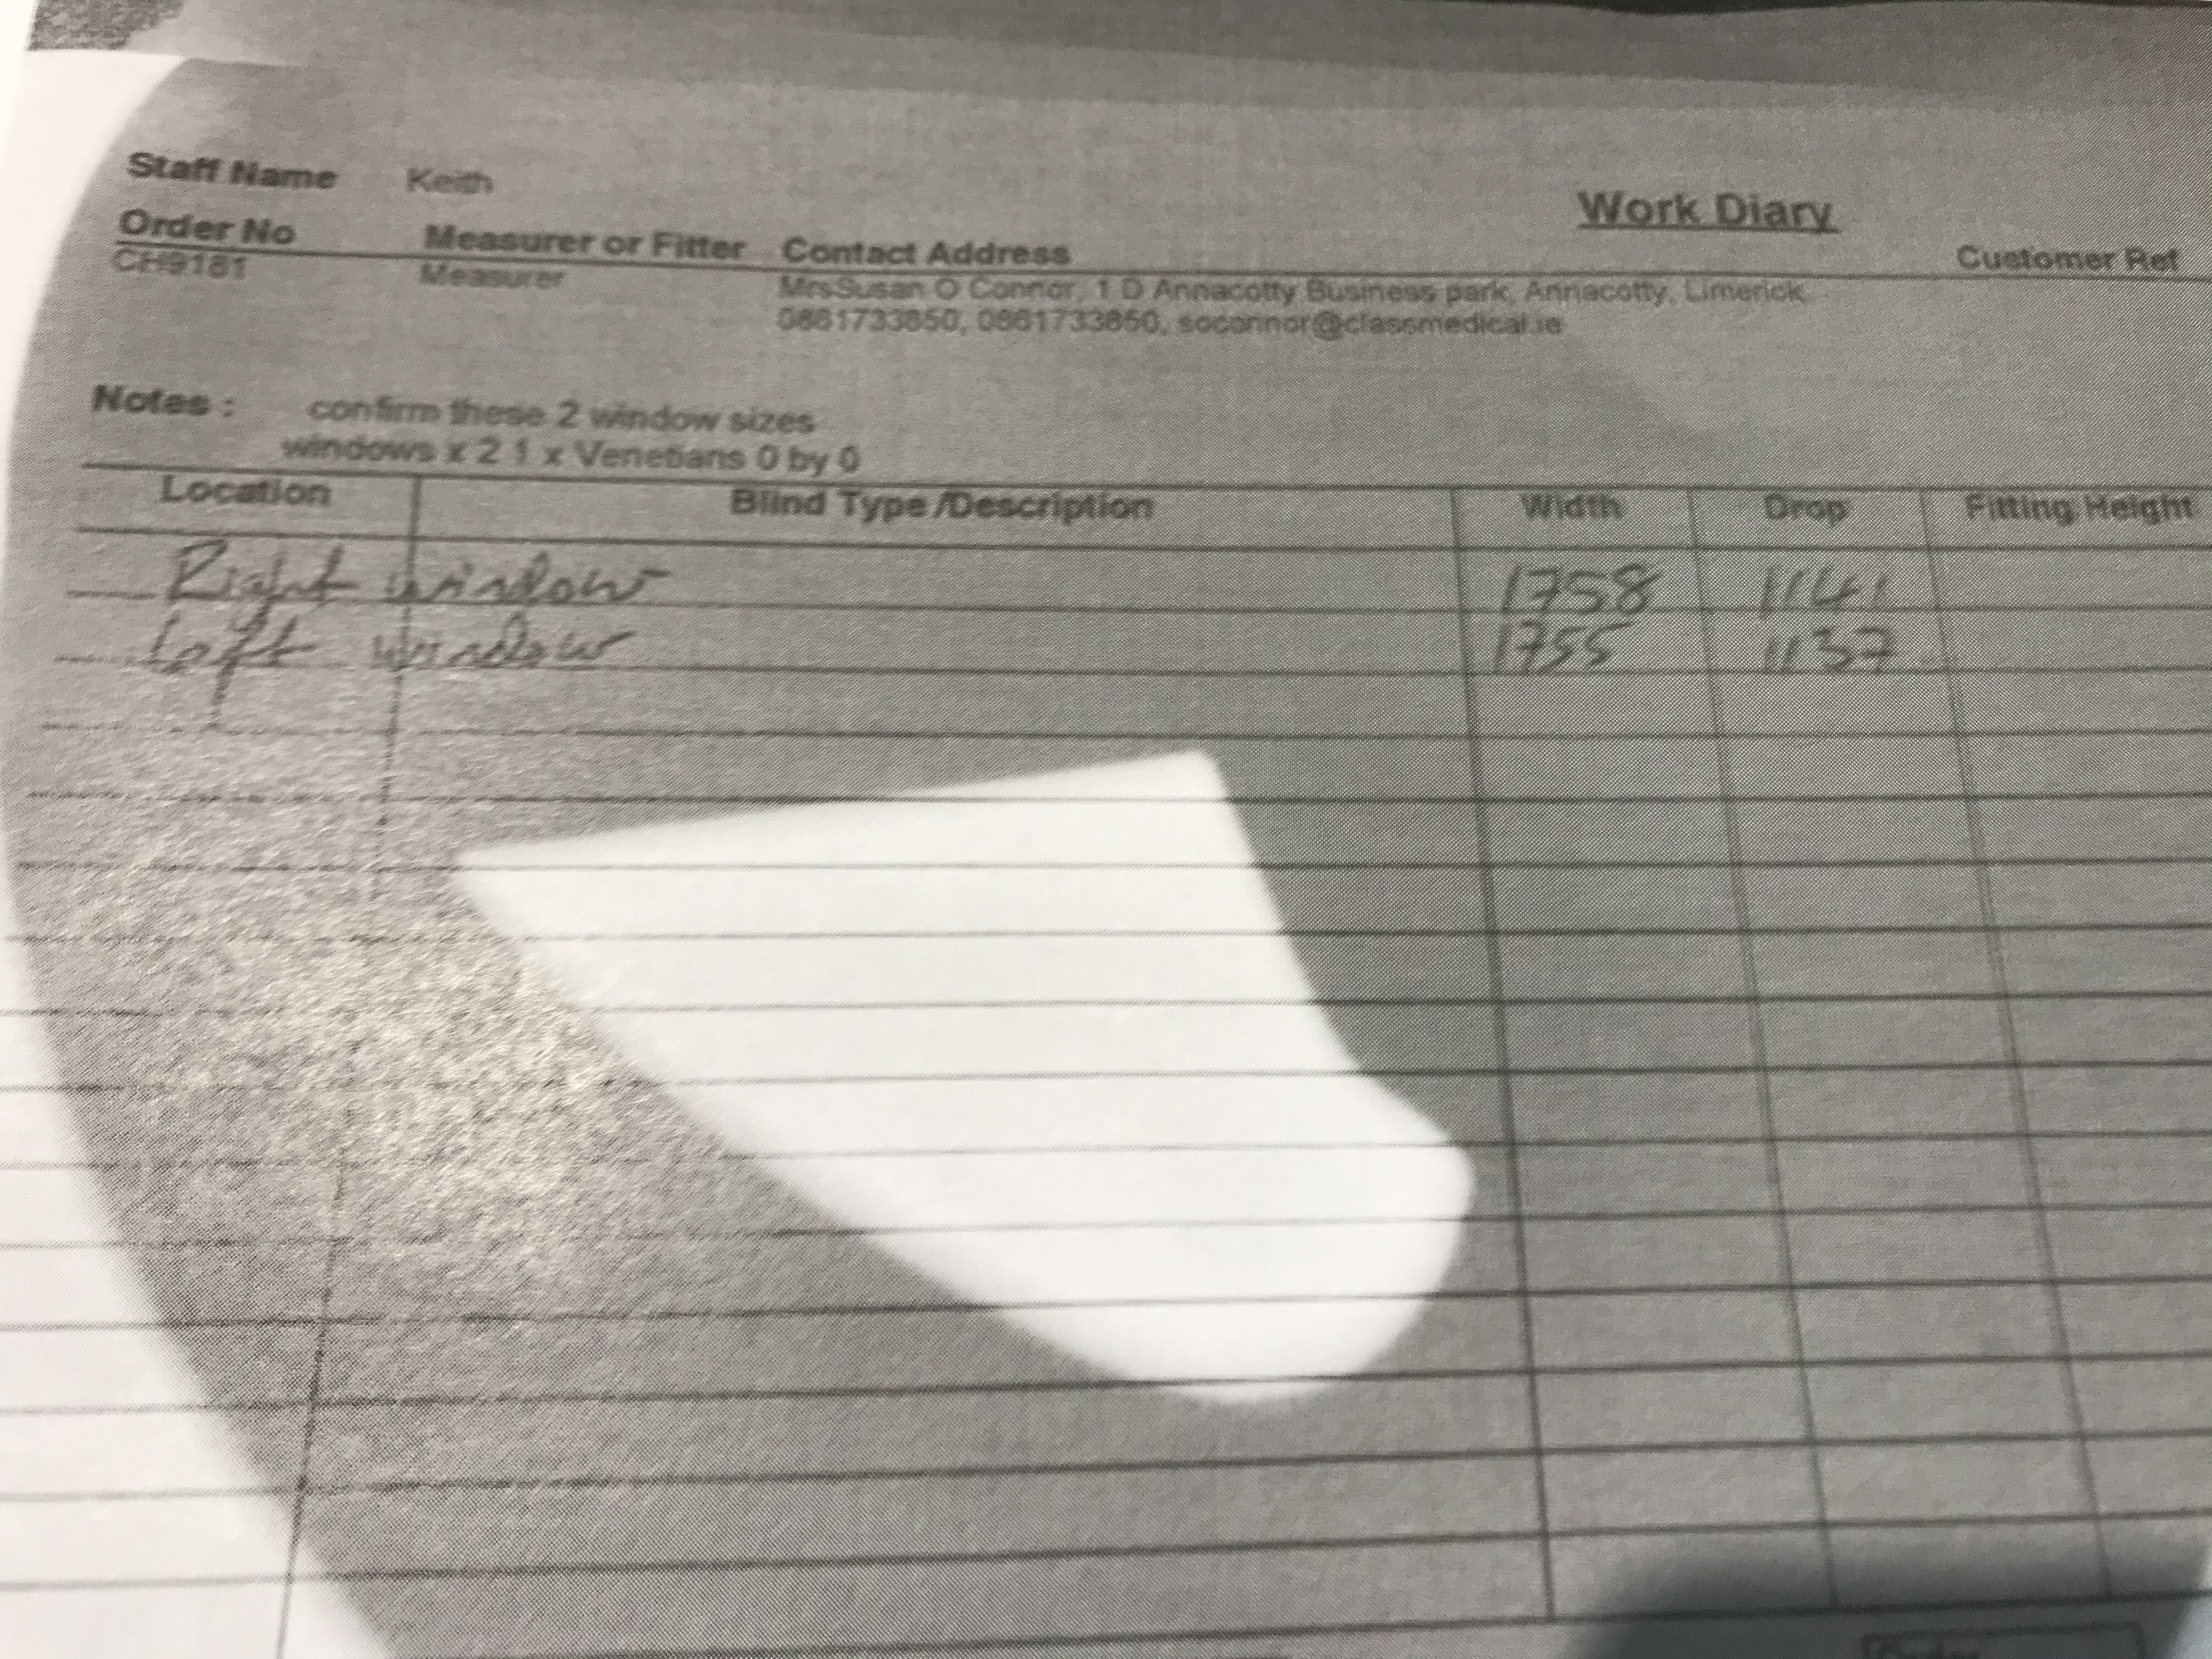 Work Diary
Staff Name Keith
Order No Measurer or Fitter Contact Address Customer Ref
CH9181 Measurer MrsSusan O Connor, 1 D Annacotty Business park, Annacotty, Limerick
soconnor@classmedical.ie
Notes : confirm these 2 window sizes
windows x 2 1 x Venetians 0 by 0
Location Blind Type /Description Width Drop Fitting Height
Right window 1758 1141
Left window 1755 1137